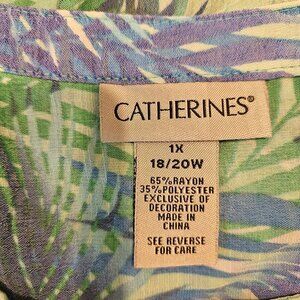 CATHERINES®
1X
18/20W
65%RAYON
35%POLYESTER
EXCLUSIVE OF
DECORATION
MADE IN
CHINA
SEE REVERSE
FOR CARE